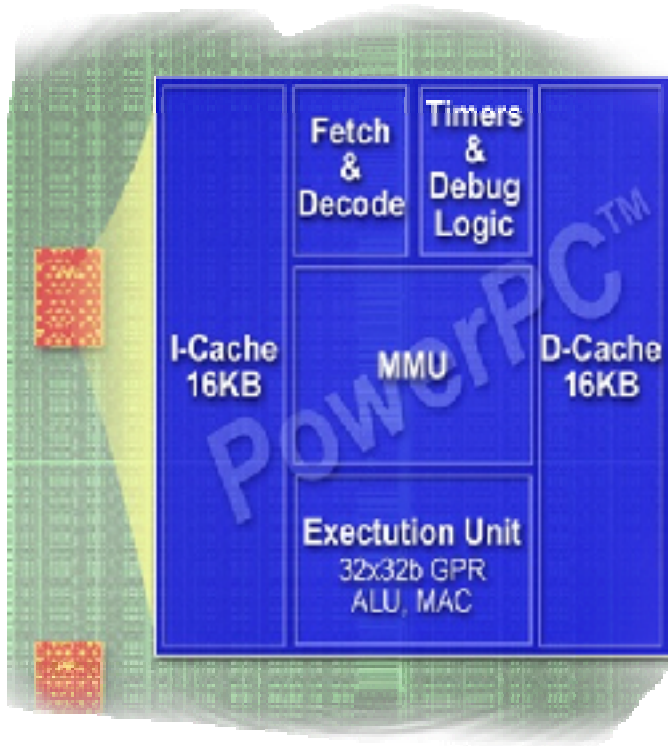 Fetch
&
Decode
Timers
&
Debug
Logic
I-Cache
16KB
MMU
D-Cache
16KB
PowerPC™
Exectution Unit
32x32b GPR
ALU, MAC